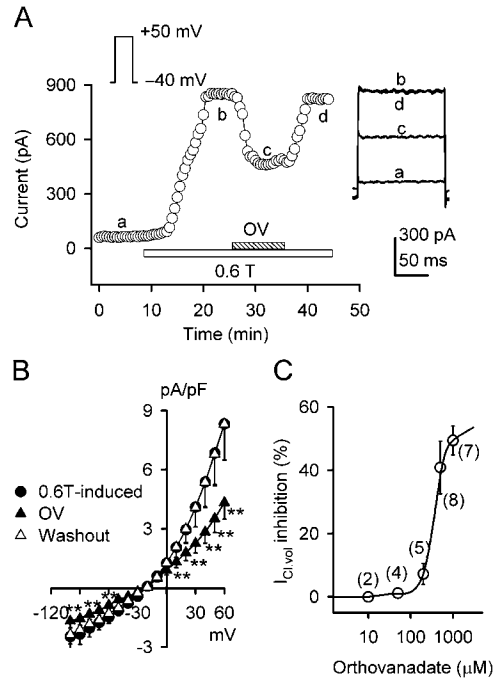 A
+50 mV
−40 mV
900
600
300
0
Current (pA)
a
b
c
d
OV
0.6 T
0 10 20 30 40 50
Time (min)
b
d
c
a
300 pA
50 ms
B
pA/pF
9
6
3
-3
-120
-30
30
60
mV
0.6T-induced
OV
Washout
**
**
**
**
**
**
**
**
**
C
60
40
20
0
I Cl.vol inhibition (%)
(2)
(4)
(5)
(8)
(7)
10 100 1000
Orthovanadate (μM)